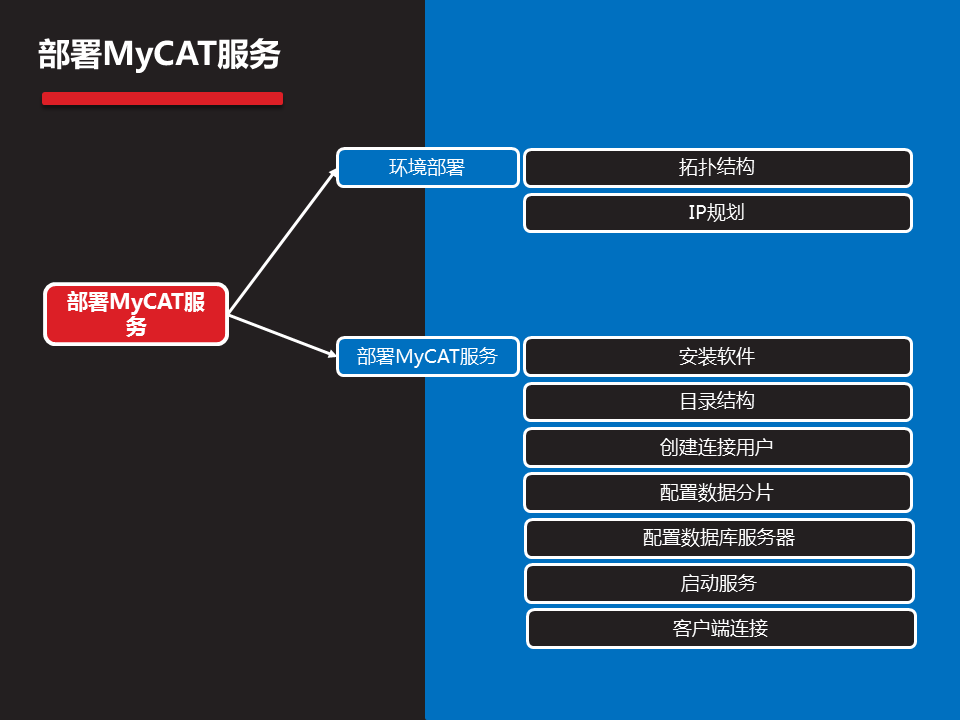 部署MyCAT服务
环境部署
拓扑结构
IP规划
部署MyCAT服
务
部署MyCAT服务
安装软件
目录结构
创建连接用户
配置数据分片
配置数据库服务器
启动服务
客户端连接